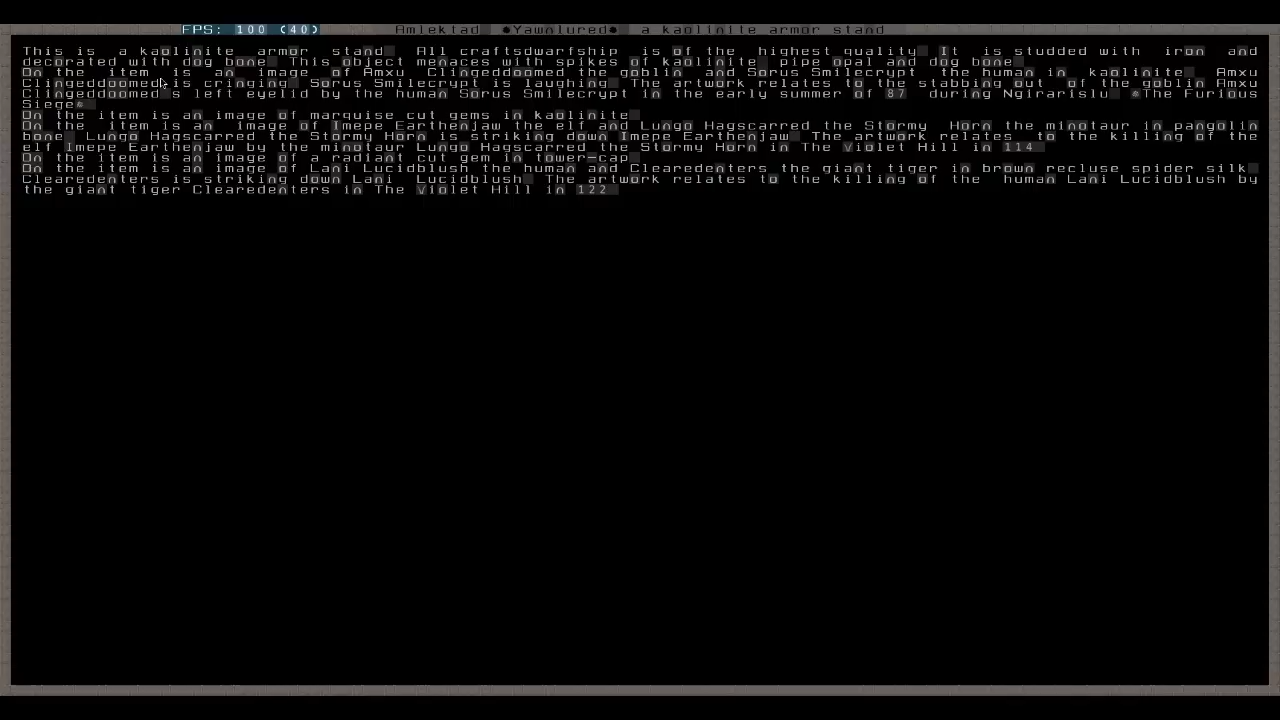 FPS: 100 (40) Amlektad ●Yawnlured● a kaolinite armor stand
This is a kaolinite armor stand All craftsdwarfship is of the highest quality It is studded with iron and
decorated with dog bone This object menaces with spikes of kaolinite pipe opal and dog bone
On the item is an image of Amxu Clingeddoomed the goblin and Sorus Smilecrypt the human in kaolinite Amxu
Clingeddoomed is cringing Sorus Smilecrypt is laughing The artwork relates to the stabbing out of the goblin Amxu
Clingeddoomed s left eyelid by the human Sorus Smilecrypt in the early summer of 87 during Ngirarislu ☼The Furious
Siege☼
On the item is an image of marquise cut gems in kaolinite
On the item is an image of Imepe Earthenjaw the elf and Lungo Hagscarred the Stormy Horn the minotaur in pangolin
bone Lungo Hagscarred the Stormy Horn is striking down Imepe Earthenjaw The artwork relates to the killing of the
elf Imepe Earthenjaw by the minotaur Lungo Hagscarred the Stormy Horn in The Violet Hill in 114
On the item is an image of a radiant cut gem in tower-cap
On the item is an image of Lani Lucidblush the human and Clearedenters the giant tiger in brown recluse spider silk
Clearedenters is striking down Lani Lucidblush The artwork relates to the killing of the human Lani Lucidblush by
the giant tiger Clearedenters in The Violet Hill in 122